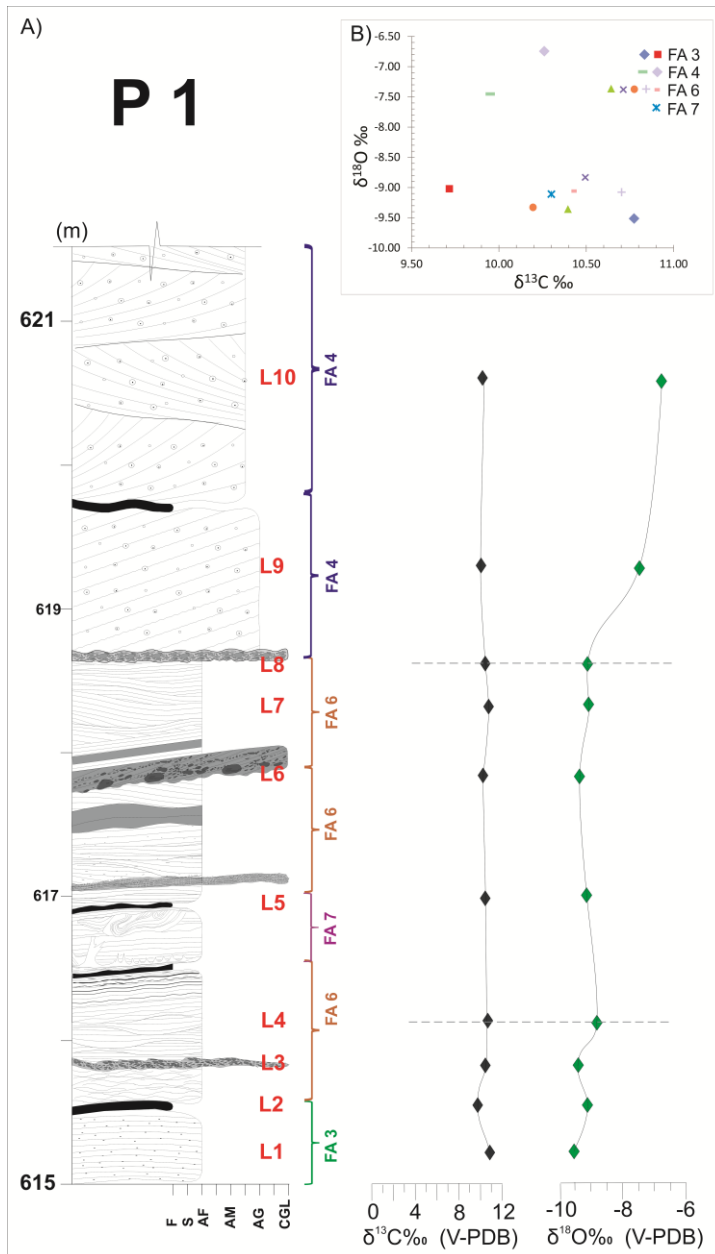 A)
P 1
(m)
621
619
617
615
L10
L9
L8
L7
L6
L5
L4
L3
L2
L1
FA 4
FA 4
FA 6
FA 6
FA 7
FA 6
FA 3
F
S
AF
AM
AG
CGL
B)
-6.50
-7.00
-7.50
-8.00
-8.50
-9.00
-9.50
-10.00
δ18O ‰
9.50 10.00 10.50 11.00
δ13C ‰
FA 3
FA 4
FA 6
FA 7
0 4 8 12
δ13C‰ (V-PDB)
-10 -8 -6
δ18O‰ (V-PDB)